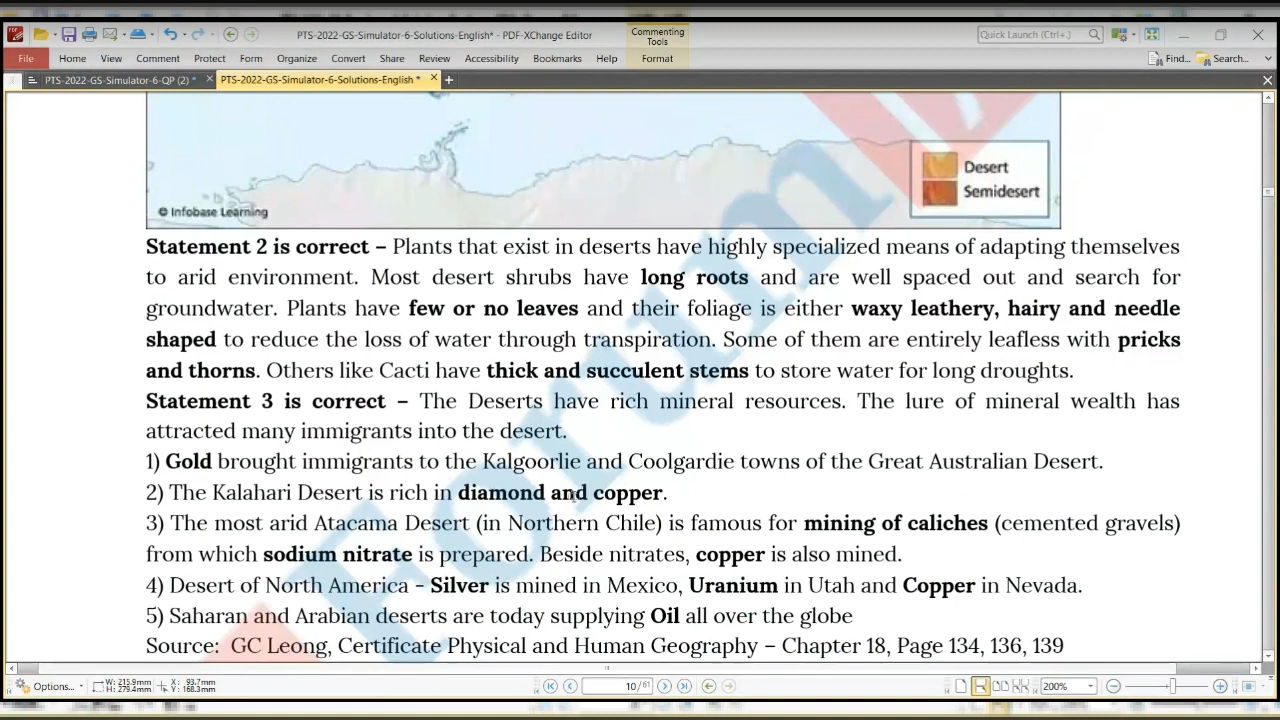 PTS-2022-GS-Simulator-6-Solutions-English* - PDF-XChange Editor
Commenting Tools
Quick Launch (Ctrl+.)
File Home View Comment Protect Form Organize Convert Share Review Accessibility Bookmarks Help Format
Find... Search...
PTS-2022-GS-Simulator-6-QP (2) * PTS-2022-GS-Simulator-6-Solutions-English *
Desert
Semidesert
© Infobase Learning
Forum
Statement 2 is correct – Plants that exist in deserts have highly specialized means of adapting themselves
to arid environment. Most desert shrubs have long roots and are well spaced out and search for
groundwater. Plants have few or no leaves and their foliage is either waxy leathery, hairy and needle
shaped to reduce the loss of water through transpiration. Some of them are entirely leafless with pricks
and thorns. Others like Cacti have thick and succulent stems to store water for long droughts.
Statement 3 is correct – The Deserts have rich mineral resources. The lure of mineral wealth has
attracted many immigrants into the desert.
1) Gold brought immigrants to the Kalgoorlie and Coolgardie towns of the Great Australian Desert.
2) The Kalahari Desert is rich in diamond and copper.
3) The most arid Atacama Desert (in Northern Chile) is famous for mining of caliches (cemented gravels)
from which sodium nitrate is prepared. Beside nitrates, copper is also mined.
4) Desert of North America - Silver is mined in Mexico, Uranium in Utah and Copper in Nevada.
5) Saharan and Arabian deserts are today supplying Oil all over the globe
Source: GC Leong, Certificate Physical and Human Geography – Chapter 18, Page 134, 136, 139
Options... W: 215.9mm X: 93.7mm 10/61 200%
H: 279.4mm Y: 168.3mm